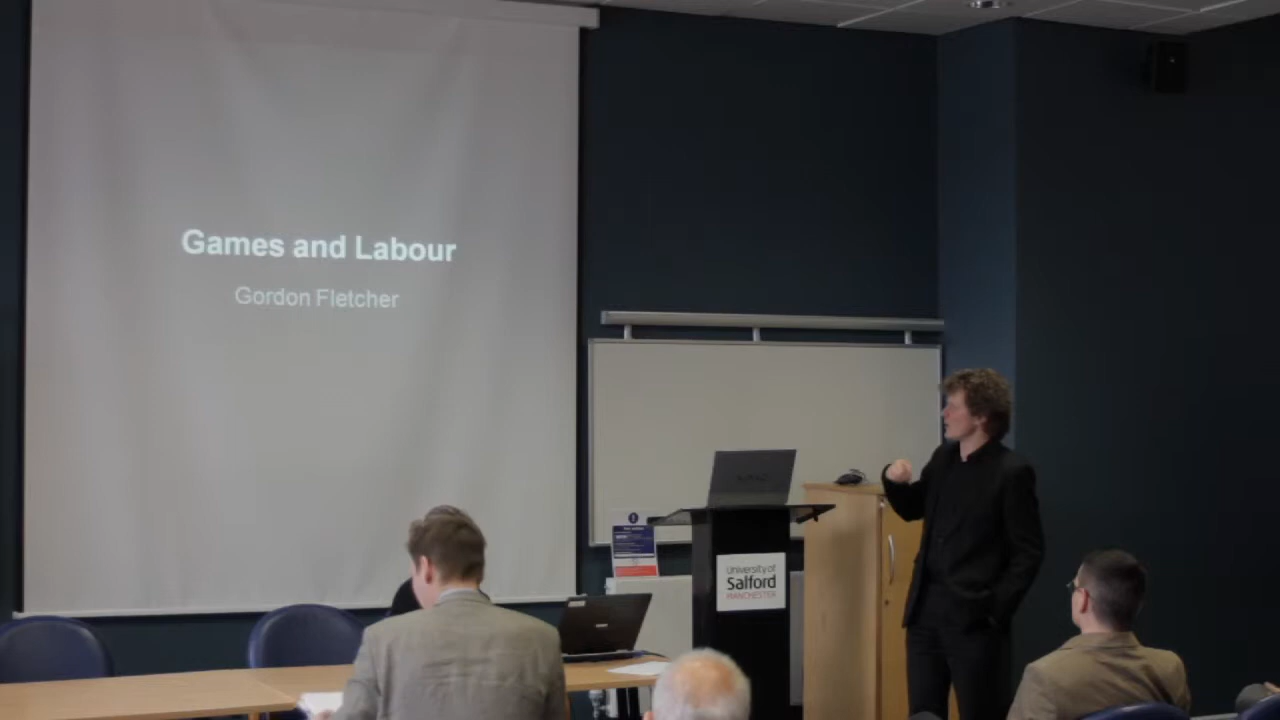 Games and Labour
Gordon Fletcher
University of
Salford
MANCHESTER